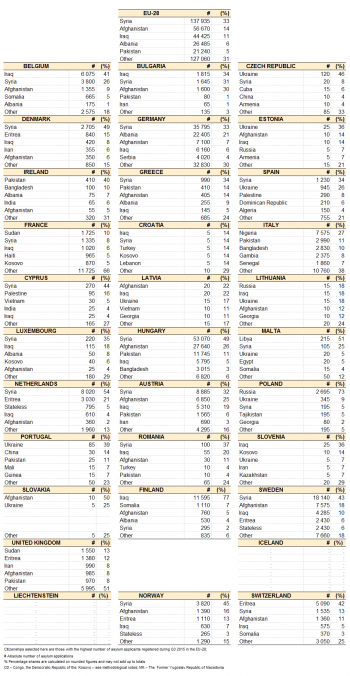 EU-28
# (%)
Syria 137 935 33
Afghanistan 56 670 14
Iraq 44 425 11
Albania 26 485 6
Pakistan 21 240 5
Other 127 060 31
BELGIUM # (%) BULGARIA # (%) CZECH REPUBLIC # (%)
Iraq 6 075 41 Iraq 1 815 34 Ukraine 120 46
Syria 3 800 26 Syria 1 645 31 Syria 20 8
Afghanistan 1 355 9 Afghanistan 1 600 30 Cuba 15 6
Somalia 665 5 Pakistan 80 1 China 10 4
Albania 175 1 Iran 65 1 Armenia 10 4
Other 2 575 18 Other 135 3 Other 85 33
DENMARK # (%) GERMANY # (%) ESTONIA # (%)
Syria 2 705 49 Syria 35 795 33 Ukraine 25 36
Eritrea 840 15 Albania 22 405 21 Afghanistan 10 14
Iraq 420 8 Afghanistan 7 100 7 Iraq 10 14
Iran 355 6 Iraq 6 160 6 Russia 5 7
Afghanistan 350 6 Serbia 4 020 4 Armenia 5 7
Other 850 15 Other 32 830 30 Other 15 21
IRELAND # (%) GREECE # (%) SPAIN # (%)
Pakistan 410 40 Syria 990 34 Syria 1 230 34
Bangladesh 100 10 Pakistan 410 14 Ukraine 945 26
Albania 75 7 Afghanistan 405 14 Palestine 290 8
India 65 6 Albania 255 9 Dominican Republic 210 6
Afghanistan 55 5 Iraq 145 5 Algeria 150 4
Other 320 31 Other 685 24 Other 755 21
FRANCE # (%) CROATIA # (%) ITALY # (%)
Sudan 1 725 10 Syria 5 14 Nigeria 7 575 27
Syria 1 335 8 Iraq 5 14 Pakistan 2 990 11
Iraq 1 020 6 Turkey 5 14 Bangladesh 2 830 10
Haiti 965 5 Kosovo 5 14 Gambia 2 375 8
Kosovo 870 5 Lebanon 5 14 Senegal 1 880 7
Other 11 725 66 Other 10 29 Other 10 760 38
CYPRUS # (%) LATVIA # (%) LITHUANIA # (%)
Syria 270 44 Afghanistan 20 22 Russia 15 18
Palestine 95 16 Iraq 20 22 Iraq 15 18
Vietnam 30 5 Ukraine 15 17 Ukraine 15 18
India 25 4 Vietnam 10 11 Afghanistan 10 12
Iraq 25 4 Georgia 10 11 Georgia 10 12
Other 165 27 Other 15 17 Other 20 24
LUXEMBOURG # (%) HUNGARY # (%) MALTA # (%)
Syria 220 35 Syria 53 070 49 Libya 215 51
Iraq 115 18 Afghanistan 27 640 26 Syria 105 25
Albania 50 8 Pakistan 11 745 11 Ukraine 20 5
Kosovo 40 6 Iraq 5 795 5 Egypt 20 5
Afghanistan 25 4 Bangladesh 3 015 3 Somalia 15 4
Other 180 29 Other 6 820 6 Other 50 12
NETHERLANDS # (%) AUSTRIA # (%) POLAND # (%)
Syria 8 020 54 Syria 8 885 32 Russia 2 695 73
Eritrea 3 030 21 Afghanistan 6 850 25 Ukraine 345 9
Stateless 795 5 Iraq 5 310 19 Syria 195 5
Iraq 610 4 Pakistan 1 565 6 Tajikistan 195 5
Afghanistan 360 2 Iran 690 3 Georgia 80 2
Other 1 960 13 Other 4 295 16 Other 195 5
PORTUGAL # (%) ROMANIA # (%) SLOVENIA # (%)
Ukraine 85 39 Syria 100 37 Iraq 25 36
China 30 14 Iraq 55 20 Kosovo 10 14
Pakistan 25 11 Afghanistan 30 11 Ukraine 5 7
Mali 15 7 Turkey 10 4 Iran 5 7
Guinea 15 7 Pakistan 10 4 Kazakhstan 5 7
Other 50 23 Other 65 24 Other 20 29
SLOVAKIA # (%) FINLAND # (%) SWEDEN # (%)
Afghanistan 10 50 Iraq 11 595 77 Syria 18 140 43
Ukraine 5 25 Somalia 1 110 7 Afghanistan 7 575 18
Afghanistan 760 5 Iraq 4 285 10
Albania 530 4 Eritrea 2 430 6
Syria 295 2 Stateless 2 430 6
Other 5 25 Other 835 6 Other 7 660 18
UNITED KINGDOM # (%) ICELAND # (%)
Sudan 1 550 13
Eritrea 1 380 12
Iran 990 8
Afghanistan 985 8
Pakistan 970 8
Other 5 995 51
LIECHTENSTEIN # (%) NORWAY # (%) SWITZERLAND # (%)
Syria 3 820 45 Eritrea 5 090 42
Afghanistan 1 390 16 Syria 1 535 13
Eritrea 1 110 13 Afghanistan 1 360 11
Iraq 630 7 Iraq 575 5
Stateless 265 3 Somalia 370 3
Other 1 290 15 Other 3 050 25
Citizenships selected here are those with the highest number of asylum applicants registered during Q3 2015 in the EU-28.
# Absolute number of asylum applications
% Percentage shares are calculated on rounded figures and may not add up to totals